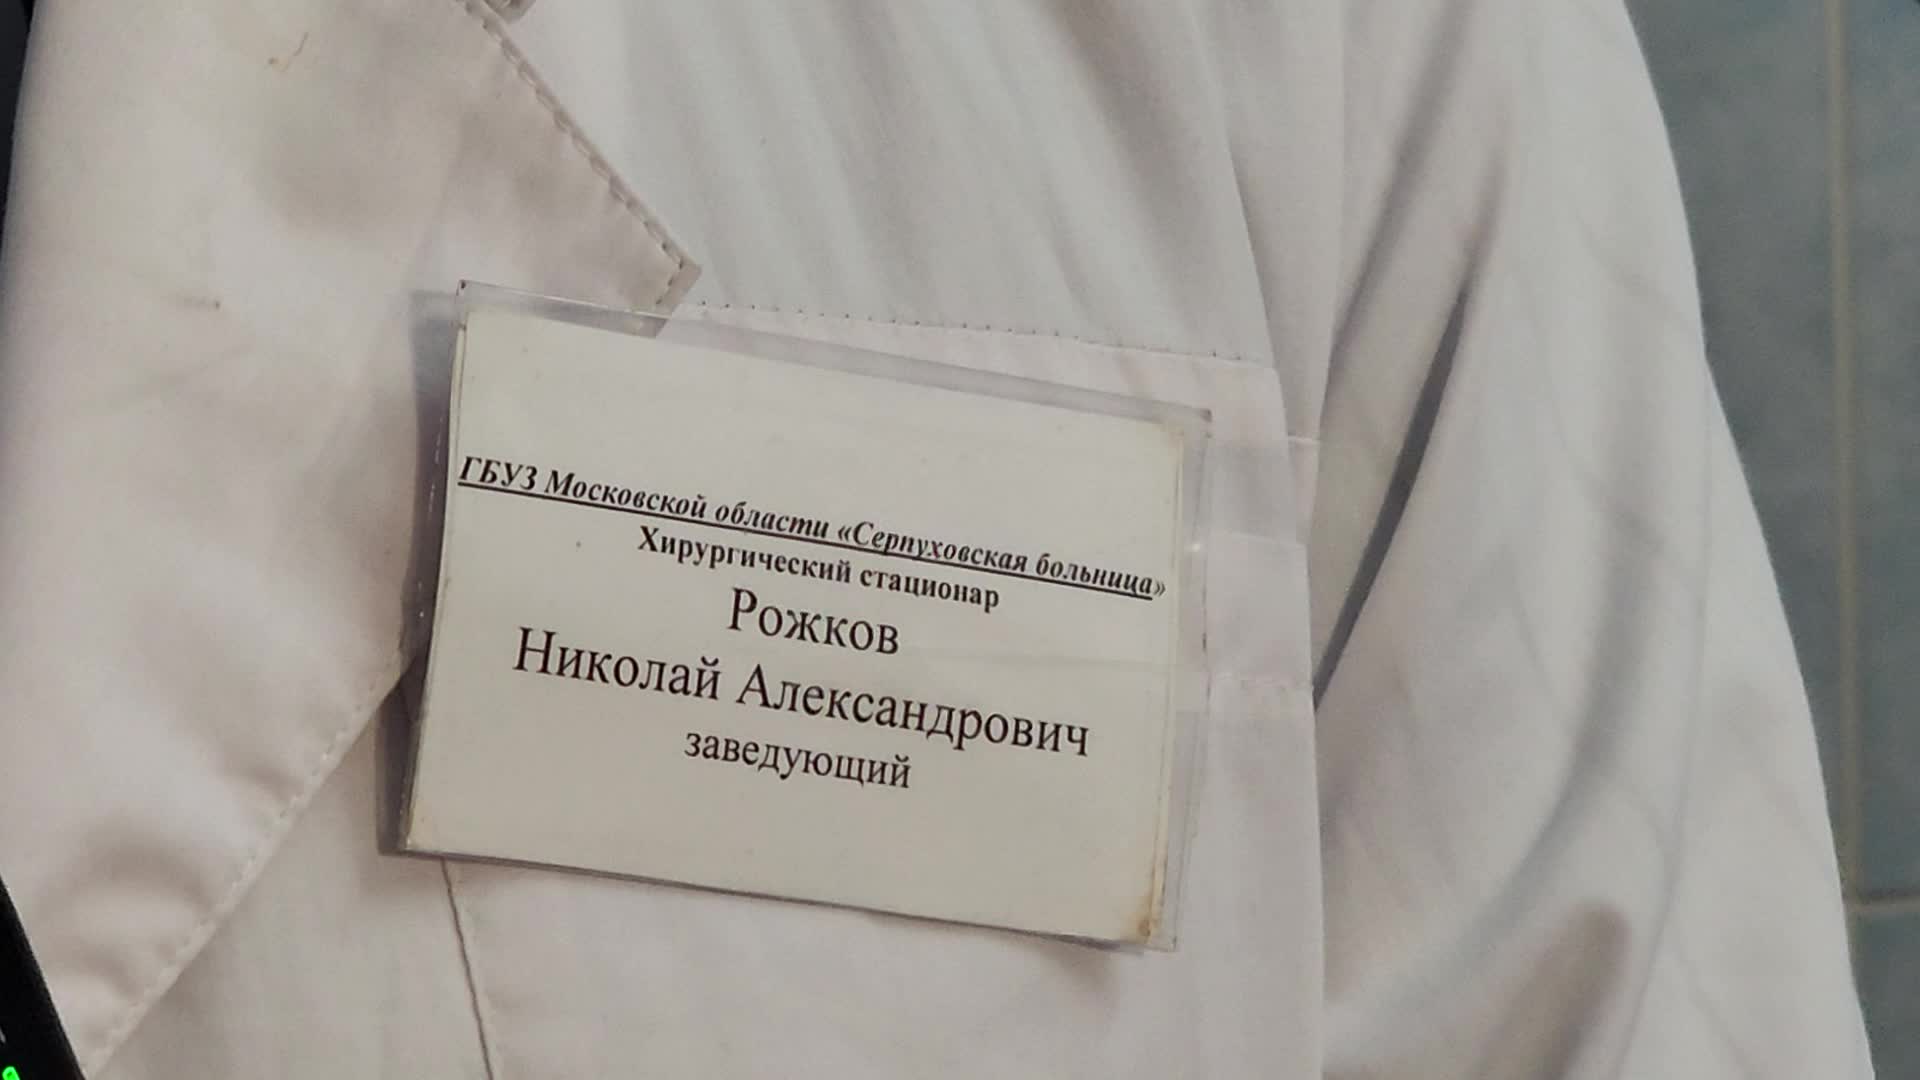 ГБУЗ Московской области «Серпуховская больница»
Хирургический стационар
Рожков
Николай Александрович
заведующий